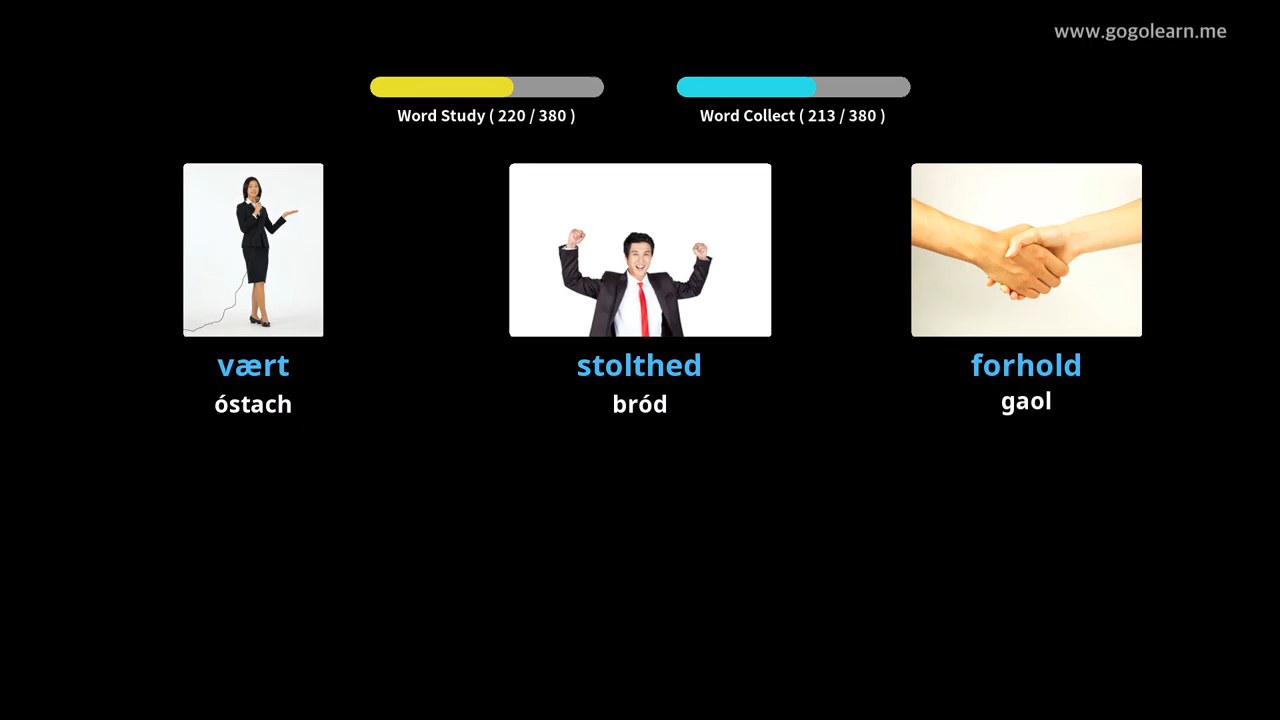 www.gogolearn.me
Word Study ( 220 / 380 )
Word Collect ( 213 / 380 )
vært
stolthed
forhold
óstach
bród
gaol